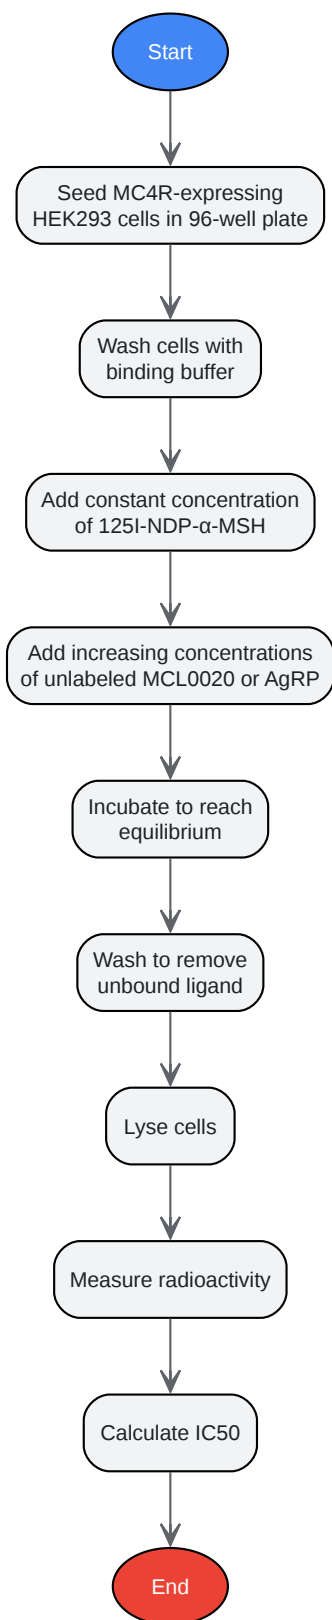 Start
Seed MC4R-expressing
HEK293 cells in 96-well plate
Wash cells with
binding buffer
Add constant concentration
of 125I-NDP-α-MSH
Add increasing concentrations
of unlabeled MCL0020 or AgRP
Incubate to reach
equilibrium
Wash to remove
unbound ligand
Lyse cells
Measure radioactivity
Calculate IC50
End